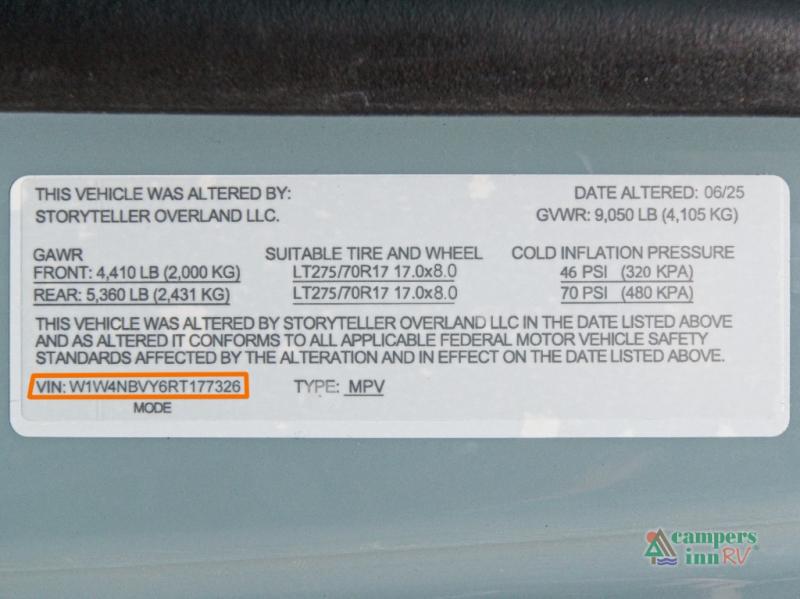 THIS VEHICLE WAS ALTERED BY: DATE ALTERED: 06/25
STORYTELLER OVERLAND LLC. GVWR: 9,050 LB (4,105 KG)
GAWR SUITABLE TIRE AND WHEEL COLD INFLATION PRESSURE
FRONT: 4,410 LB (2,000 KG) LT275/70R17 17.0x8.0 46 PSI (320 KPA)
REAR: 5,360 LB (2,431 KG) LT275/70R17 17.0x8.0 70 PSI (480 KPA)
THIS VEHICLE WAS ALTERED BY STORYTELLER OVERLAND LLC IN THE DATE LISTED ABOVE
AND AS ALTERED IT CONFORMS TO ALL APPLICABLE FEDERAL MOTOR VEHICLE SAFETY
STANDARDS AFFECTED BY THE ALTERATION AND IN EFFECT ON THE DATE LISTED ABOVE.
VIN: W1W4NBVY6RT177326 TYPE: MPV
MODE
campers
inn RV